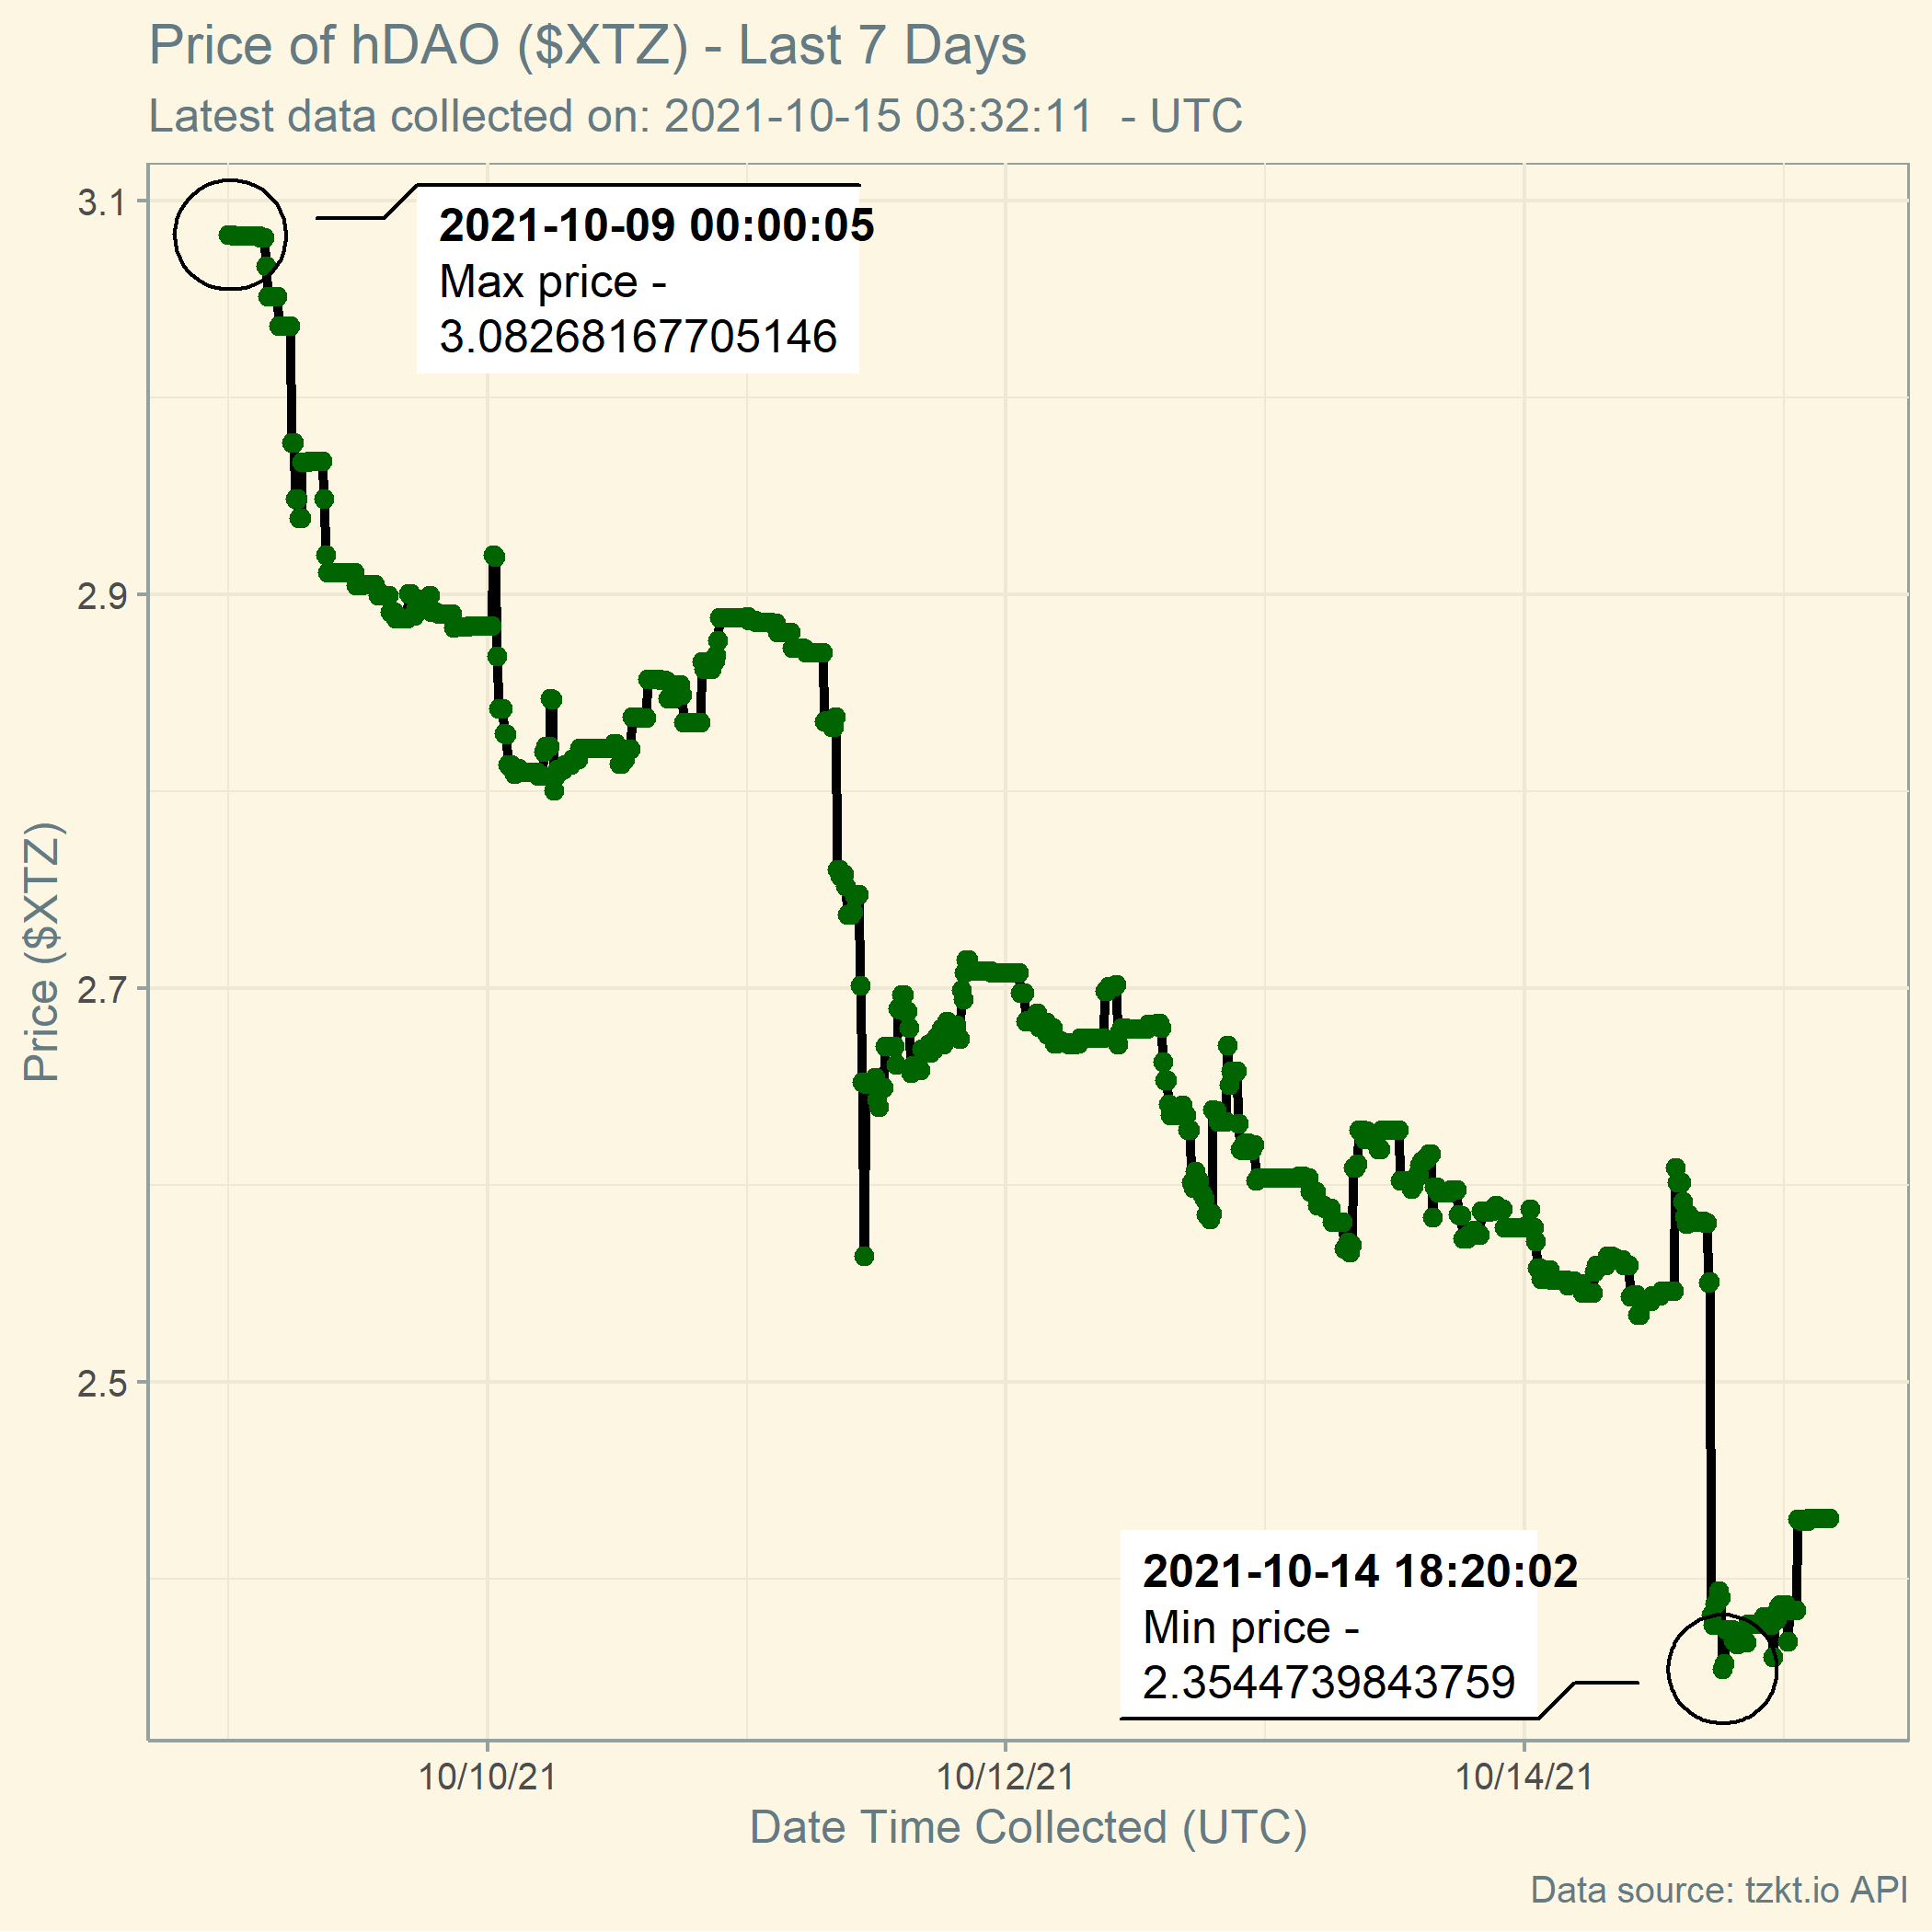 Price of hDAO ($XTZ) - Last 7 Days
Latest data collected on: 2021-10-15 03:32:11  - UTC
3.1
2.9
2.7
2.5
Price ($XTZ)
2021-10-09 00:00:05
Max price -
3.08268167705146
2021-10-14 18:20:02
Min price -
2.3544739843759
10/10/21
10/12/21
10/14/21
Date Time Collected (UTC)
Data source: tzkt.io API